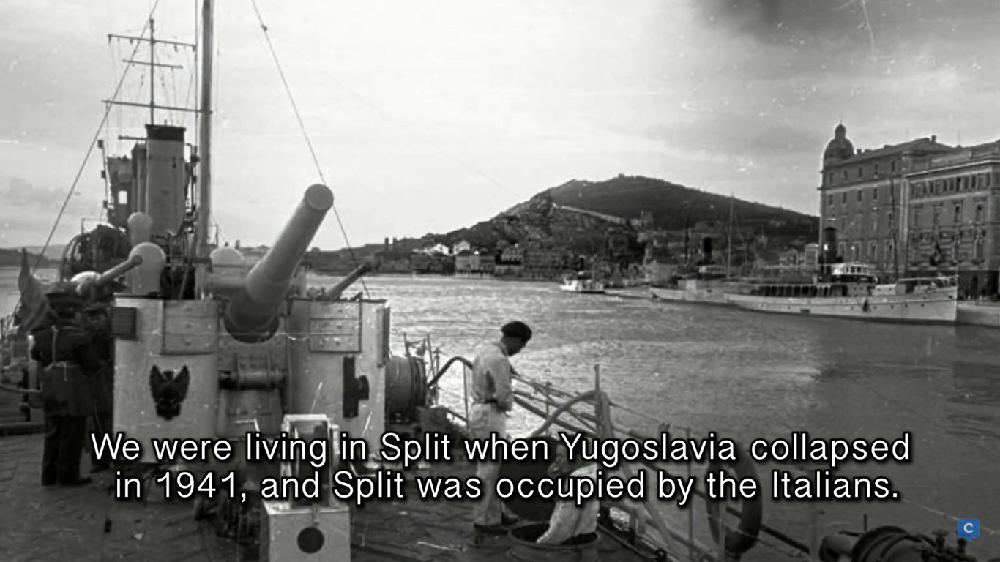 We were living in Split when Yugoslavia collapsed
in 1941, and Split was occupied by the Italians.
C